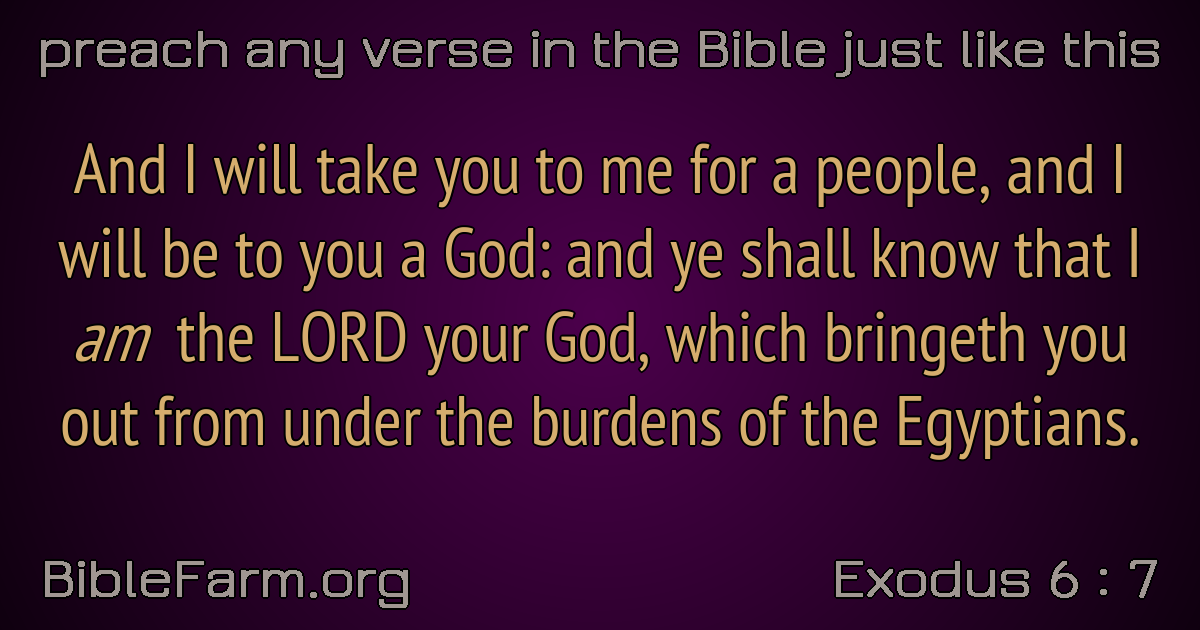 preach any verse in the Bible just like this
And I will take you to me for a people, and I
will be to you a God: and ye shall know that I
am the LORD your God, which bringeth you
out from under the burdens of the Egyptians.
BibleFarm.org
Exodus 6 : 7